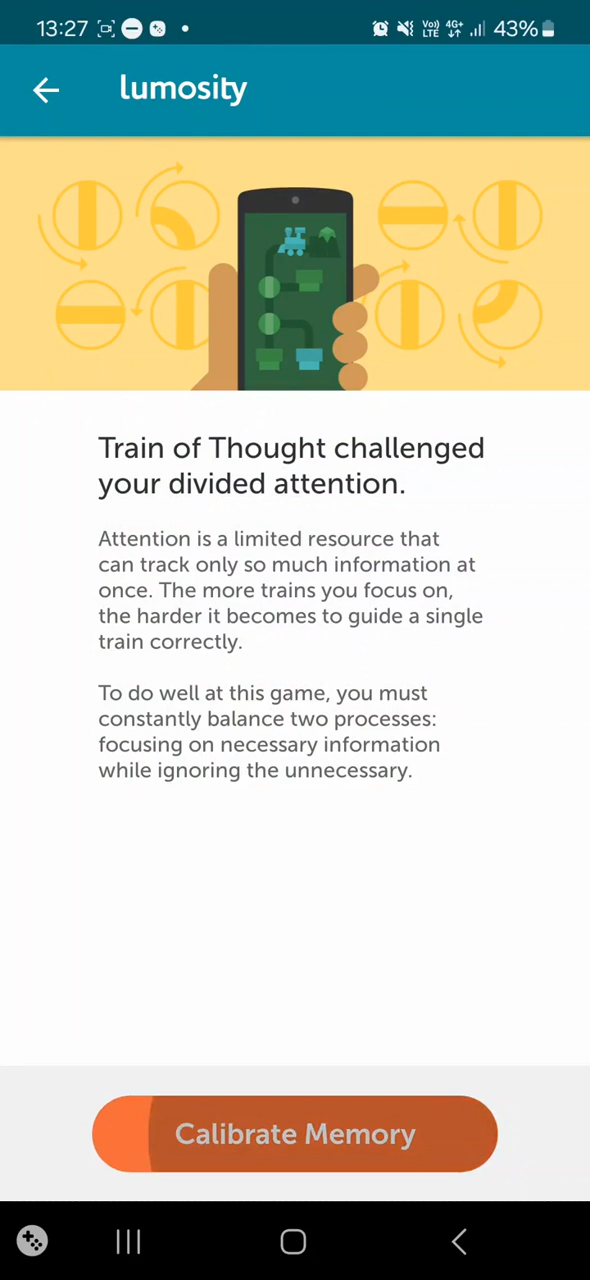 13:27 Vo)) LTE 4G+ 43%
lumosity
Train of Thought challenged
your divided attention.
Attention is a limited resource that
can track only so much information at
once. The more trains you focus on,
the harder it becomes to guide a single
train correctly.
To do well at this game, you must
constantly balance two processes:
focusing on necessary information
while ignoring the unnecessary.
Calibrate Memory